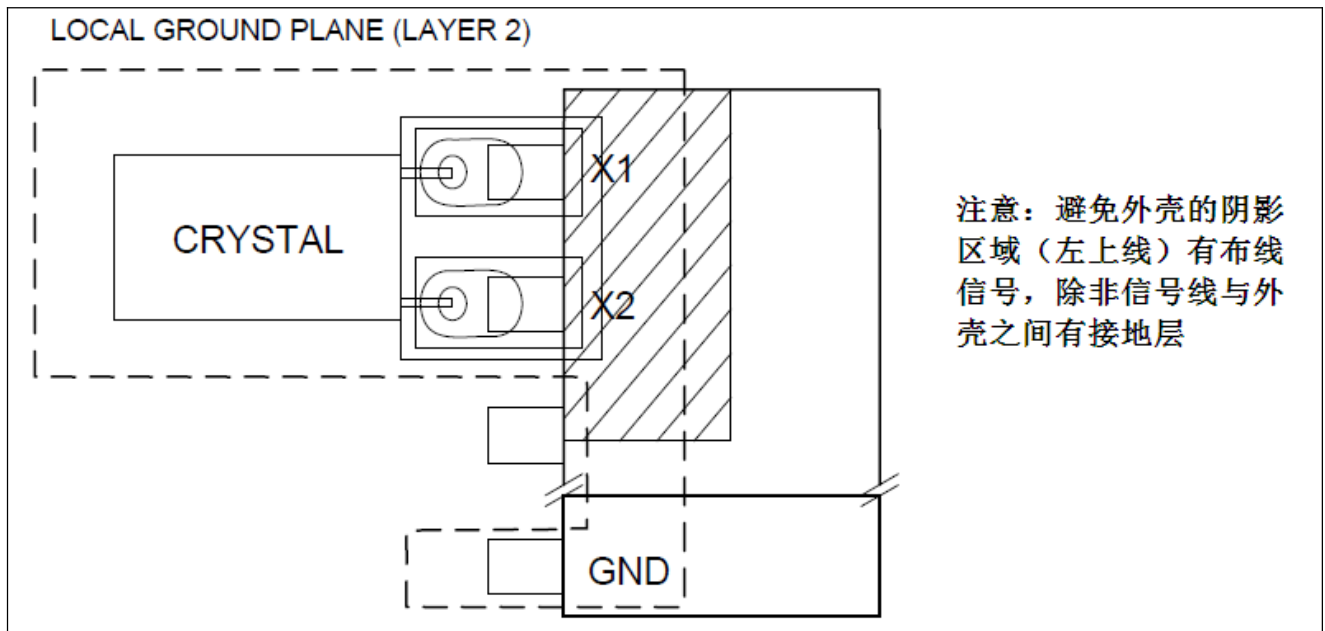 LOCAL GROUND PLANE (LAYER 2)
CRYSTAL
X1
X2
GND
注意：避免外壳的阴影
区域（左上线）有布线
信号，除非信号线与外
壳之间有接地层